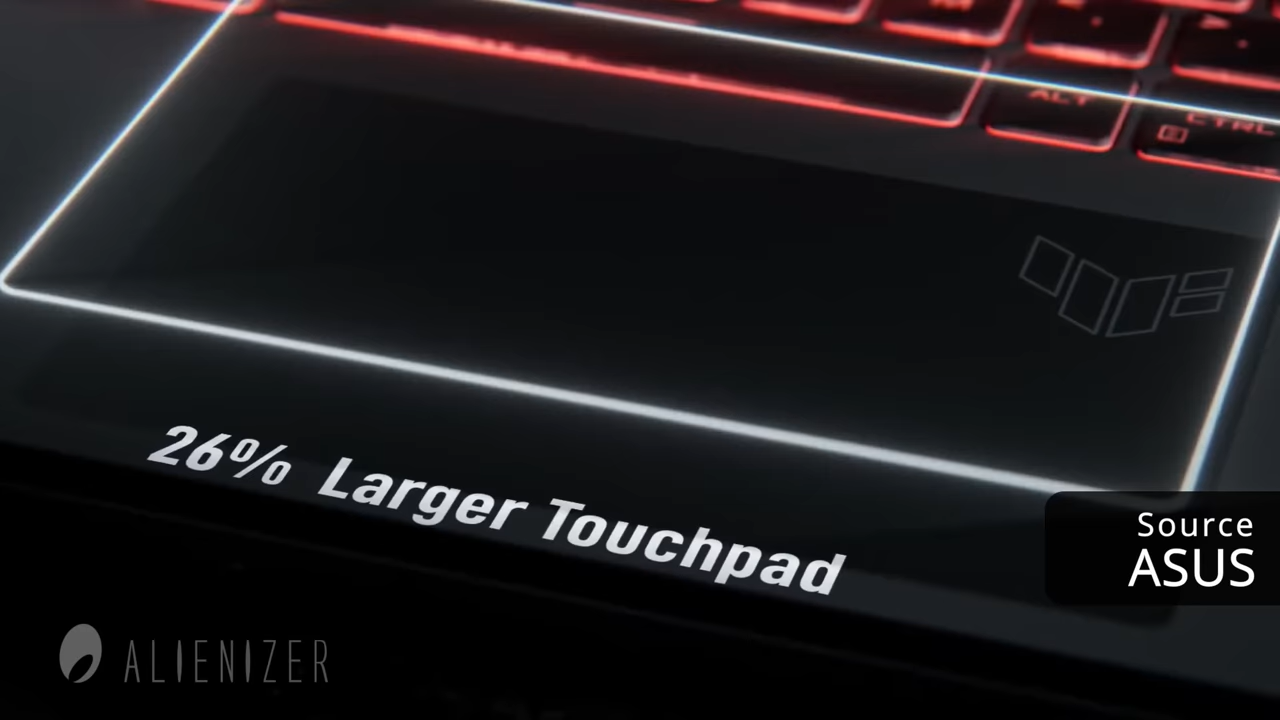 M
<
>
ALT
CTRL
26% Larger Touchpad
Source
ASUS
ALIENIZER